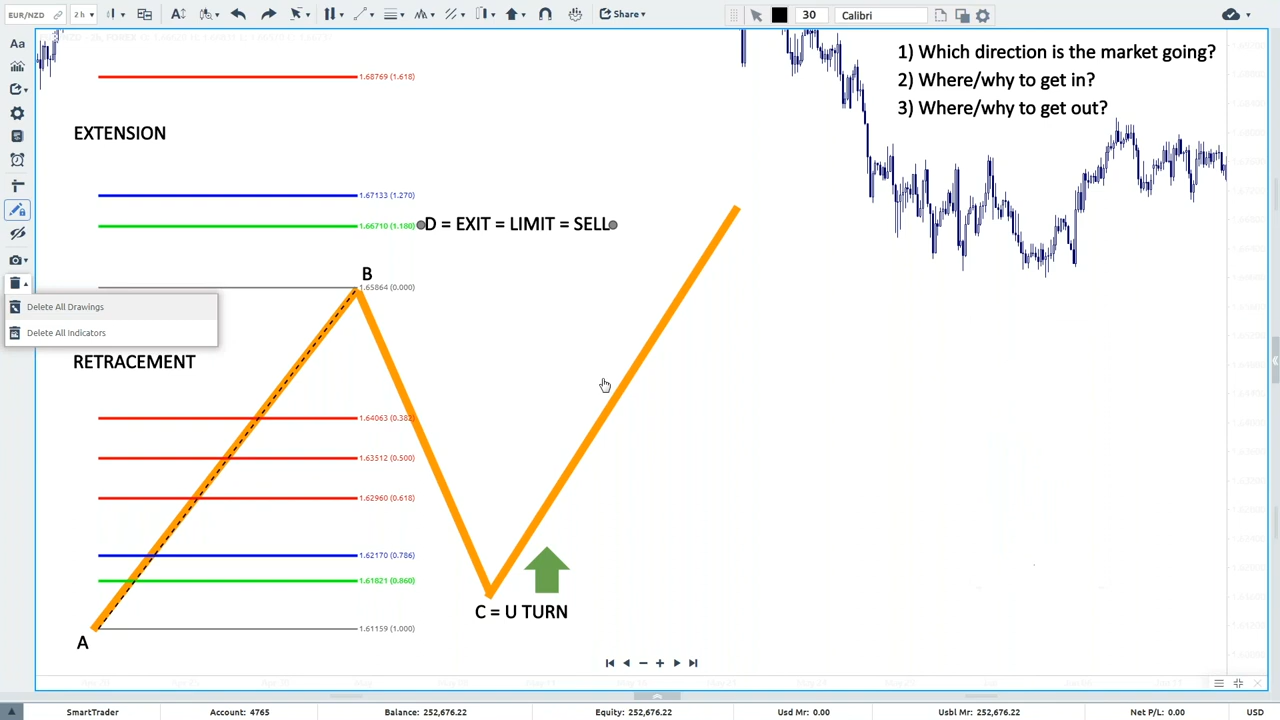 EUR/NZD
2 h
Share
30
Calibri
1) Which direction is the market going?
2) Where/why to get in?
3) Where/why to get out?
1.68769 (1.618)
EXTENSION
1.67133 (1.270)
1.66710 (1.180)
D = EXIT = LIMIT = SELL
B
1.65864 (0.000)
Delete All Drawings
Delete All Indicators
RETRACEMENT
1.64063 (0.382)
1.63512 (0.500)
1.62960 (0.618)
1.62170 (0.786)
1.61821 (0.860)
C = U TURN
1.61159 (1.000)
A
SmartTrader
Account: 4765
Balance: 252,676.22
Equity: 252,676.22
Usd Mr: 0.00
Usbl Mr: 252,676.22
Net P/L: 0.00
USD